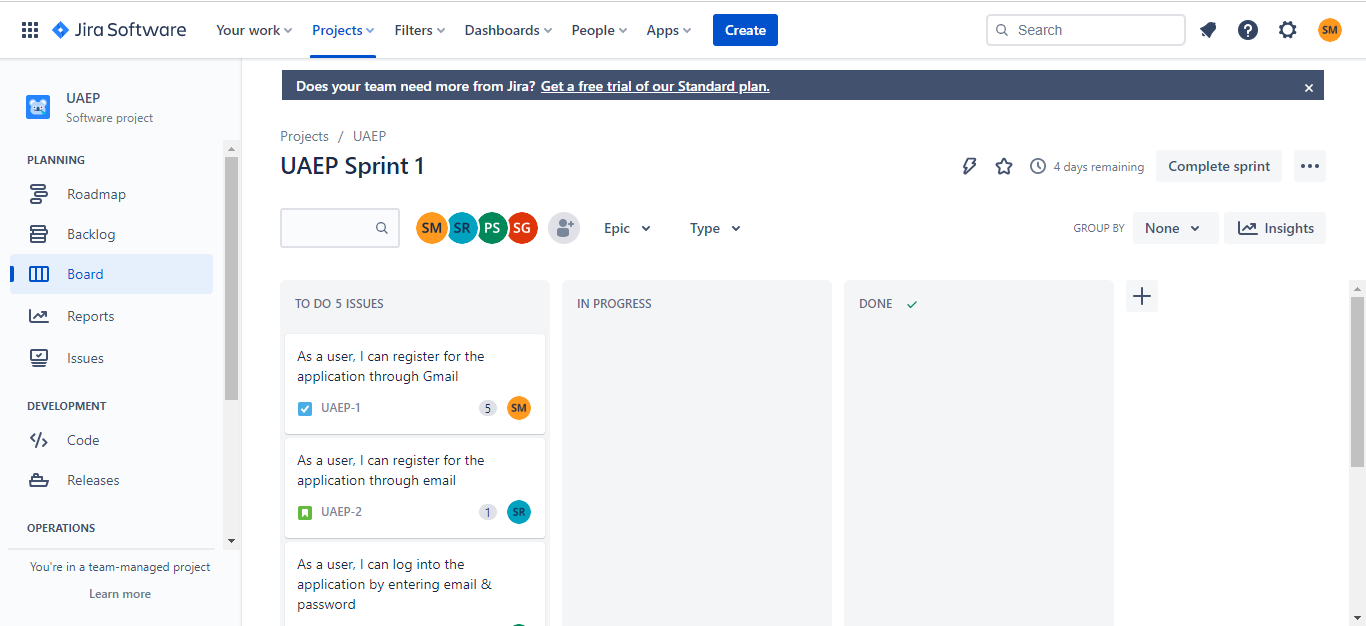 Jira Software
Your work
Projects
Filters
Dashboards
People
Apps
Create
Search
SM
UAEP
Software project
PLANNING
Roadmap
Backlog
Board
Reports
Issues
DEVELOPMENT
Code
Releases
OPERATIONS
You're in a team-managed project
Learn more
Does your team need more from Jira? Get a free trial of our Standard plan.
Projects / UAEP
UAEP Sprint 1
4 days remaining
Complete sprint
SM SR PS SG
Epic
Type
GROUP BY
None
Insights
TO DO 5 ISSUES
As a user, I can register for the
application through Gmail
UAEP-1
5
SM
As a user, I can register for the
application through email
UAEP-2
1
SR
As a user, I can log into the
application by entering email &
password
IN PROGRESS
DONE